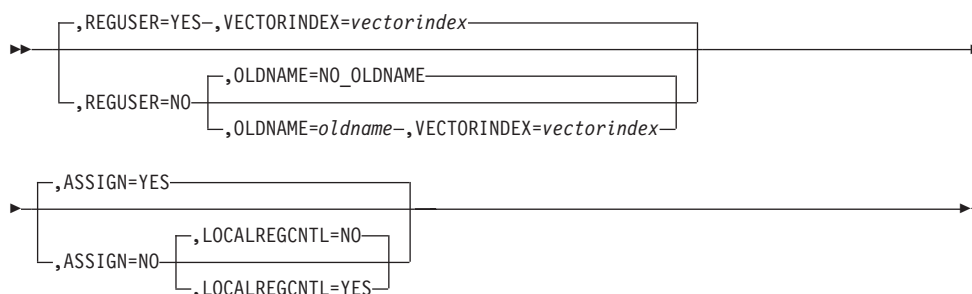 ,REGUSER=YES—,VECTORINDEX=vectorindex
,REGUSER=NO
,OLDNAME=NO_OLDNAME
,OLDNAME=oldname—,VECTORINDEX=vectorindex
,ASSIGN=YES
,ASSIGN=NO
,LOCALREGCNTL=NO
,LOCALREGCNTL=YES